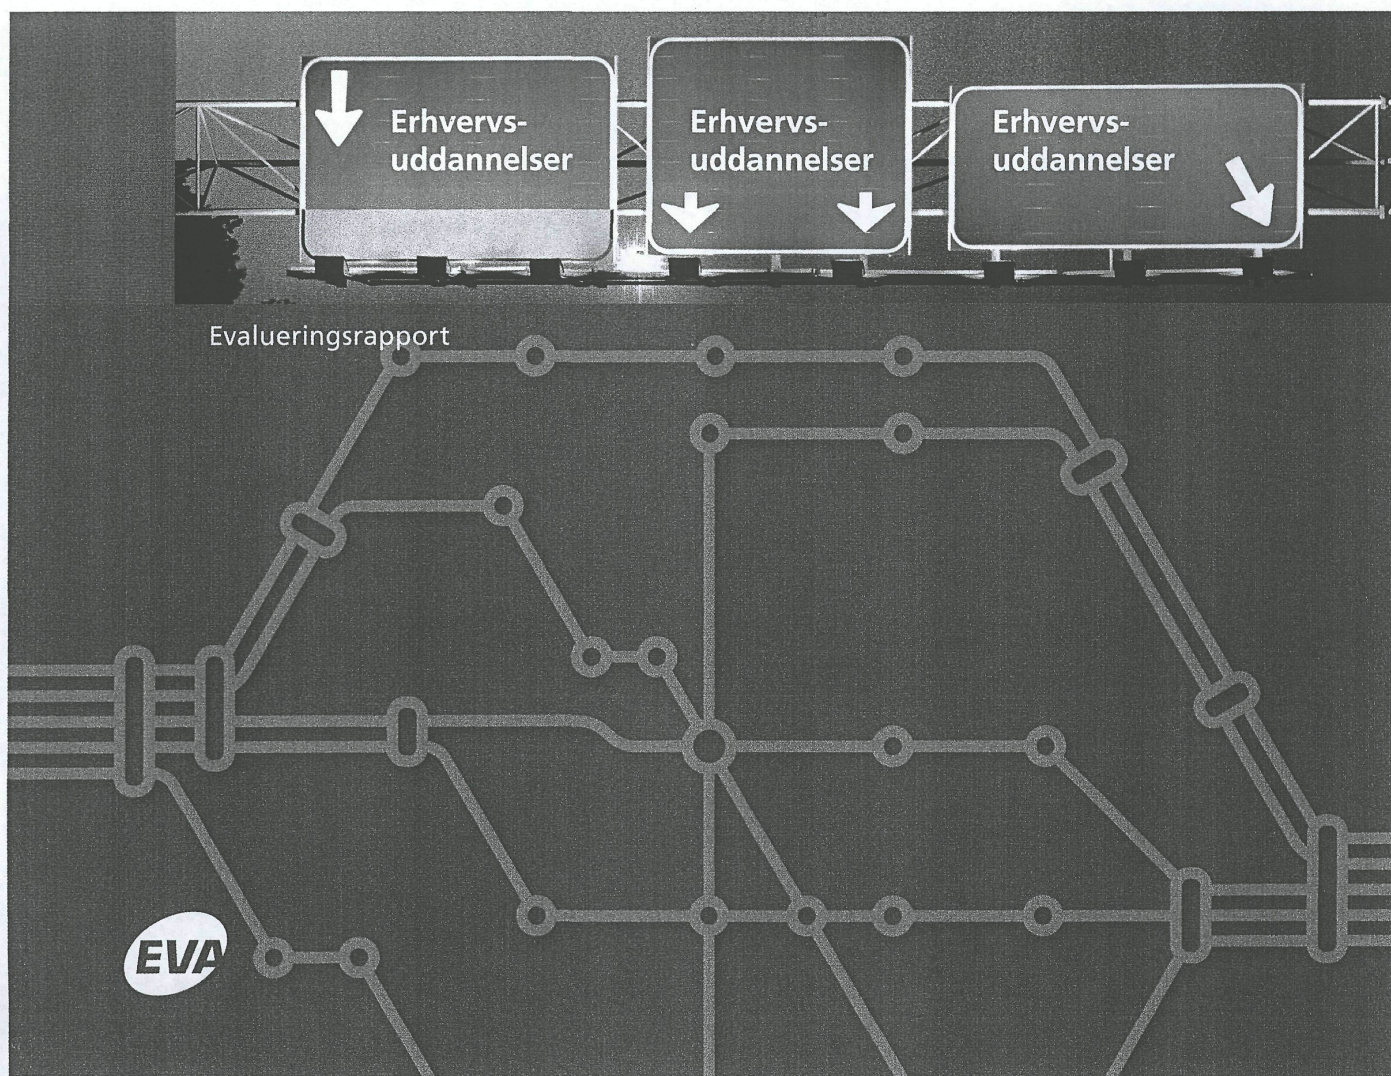 Erhvervs-
uddannelser
Erhvervs-
uddannelser
Erhvervs-
uddannelser
Evalueringsrapport
EVA